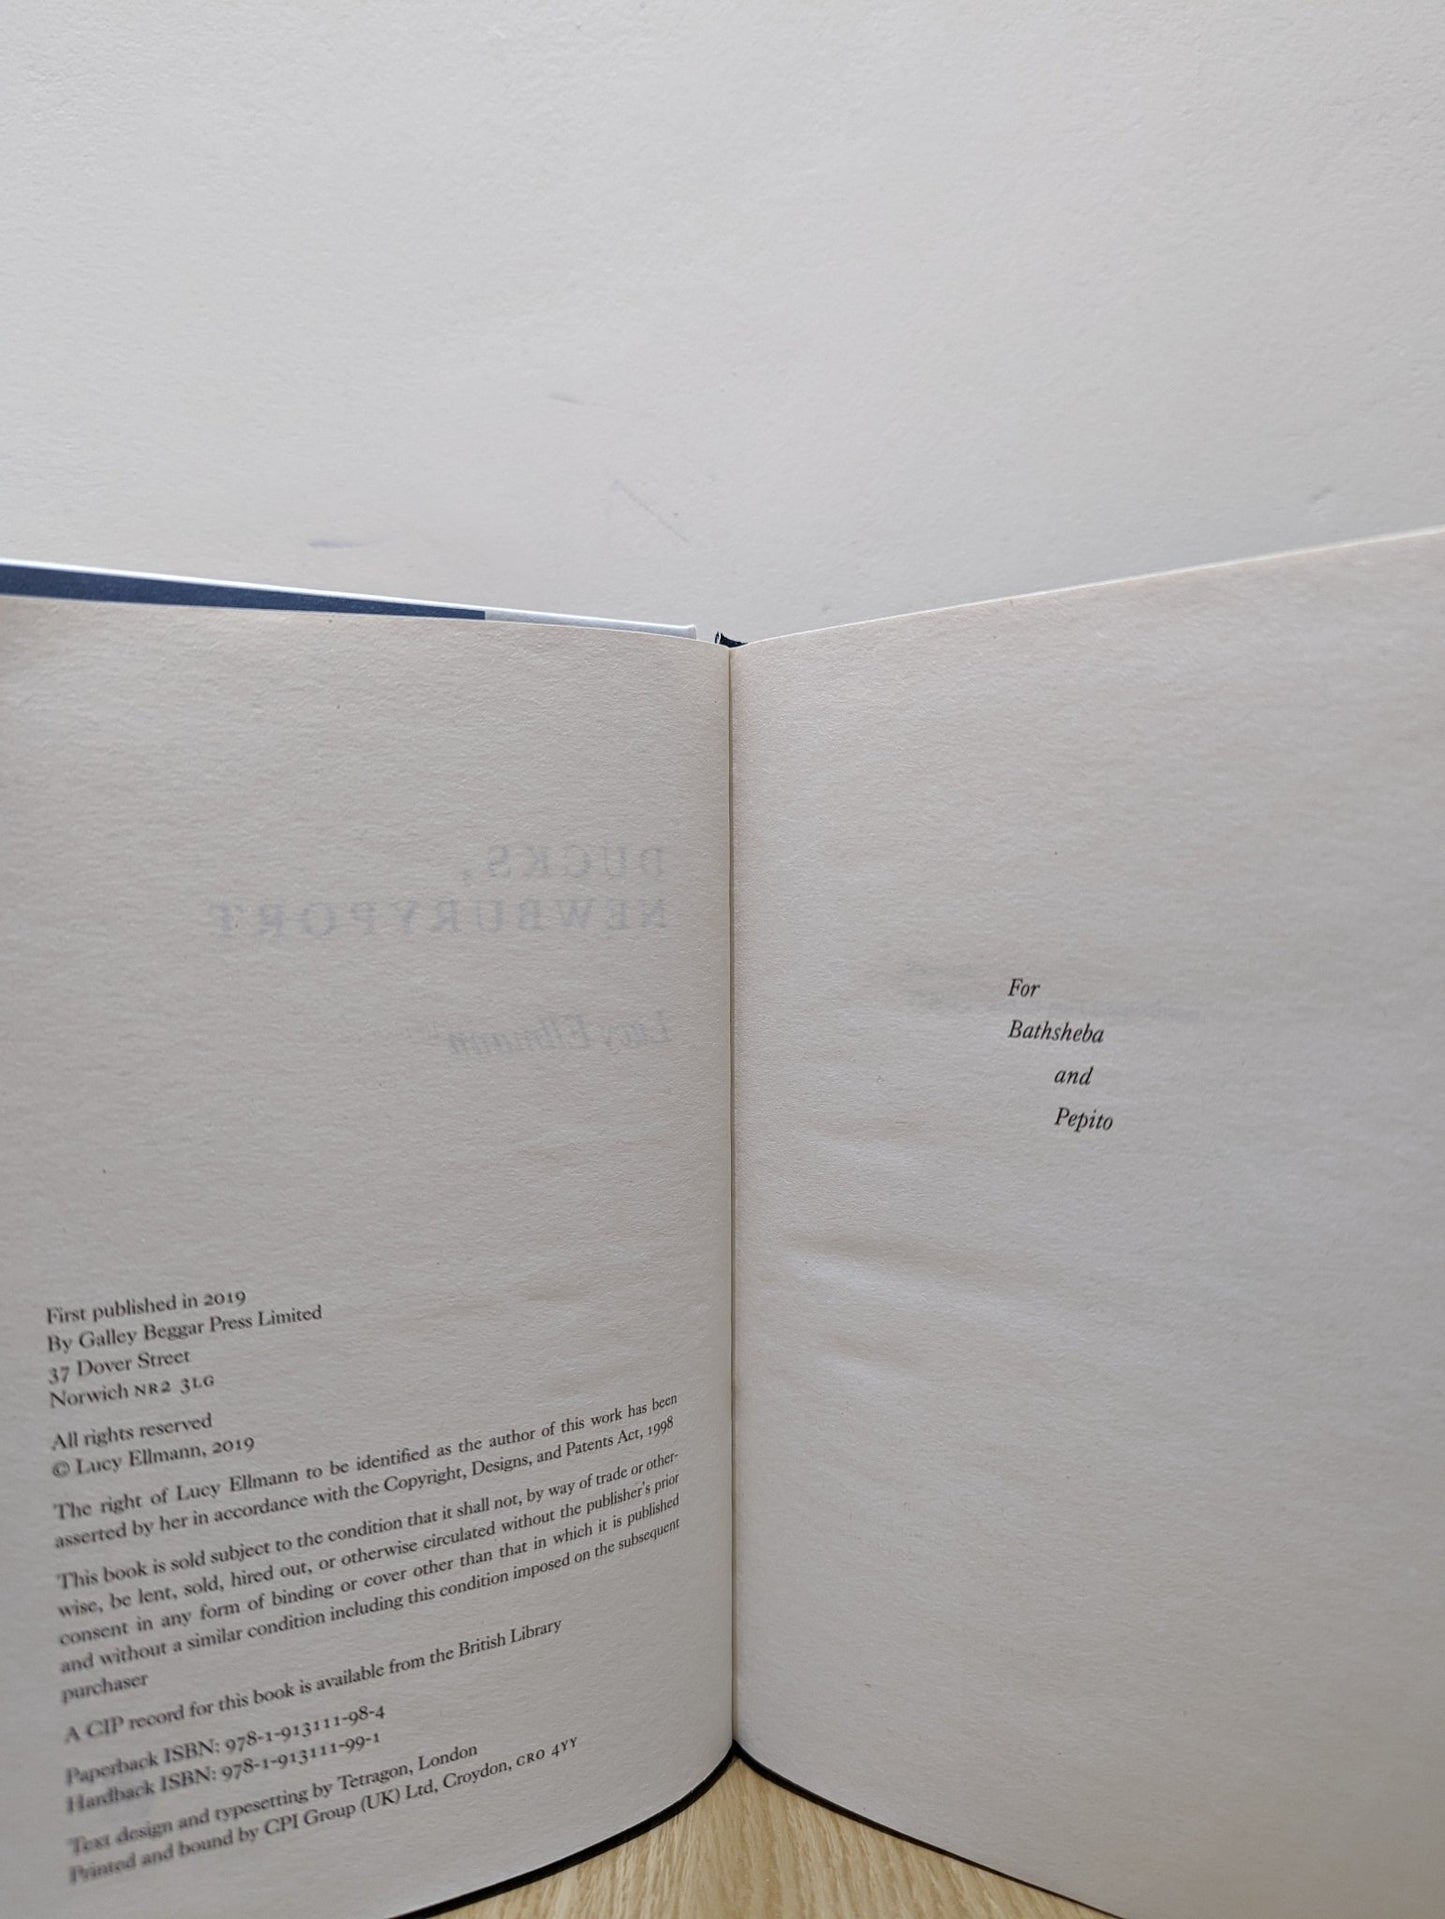 DUCKS,
NEWBURYPORT
Lucy Ellmann
First published in 2019
By Galley Beggar Press Limited
37 Dover Street
Norwich NR2 3LG
All rights reserved
© Lucy Ellmann, 2019
The right of Lucy Ellmann to be identified as the author of this work has been
asserted by her in accordance with the Copyright, Designs, and Patents Act, 1998
This book is sold subject to the condition that it shall not, by way of trade or other-
wise, be lent, sold, hired out, or otherwise circulated without the publisher's prior
consent in any form of binding or cover other than that in which it is published
and without a similar condition including this condition imposed on the subsequent
purchaser
A CIP record for this book is available from the British Library
Paperback ISBN: 978-1-913111-98-4
Hardback ISBN: 978-1-913111-99-1
Text design and typesetting by Tetragon, London
Printed and bound by CPI Group (UK) Ltd, Croydon, CR0 4YY
For
Bathsheba
and
Pepito